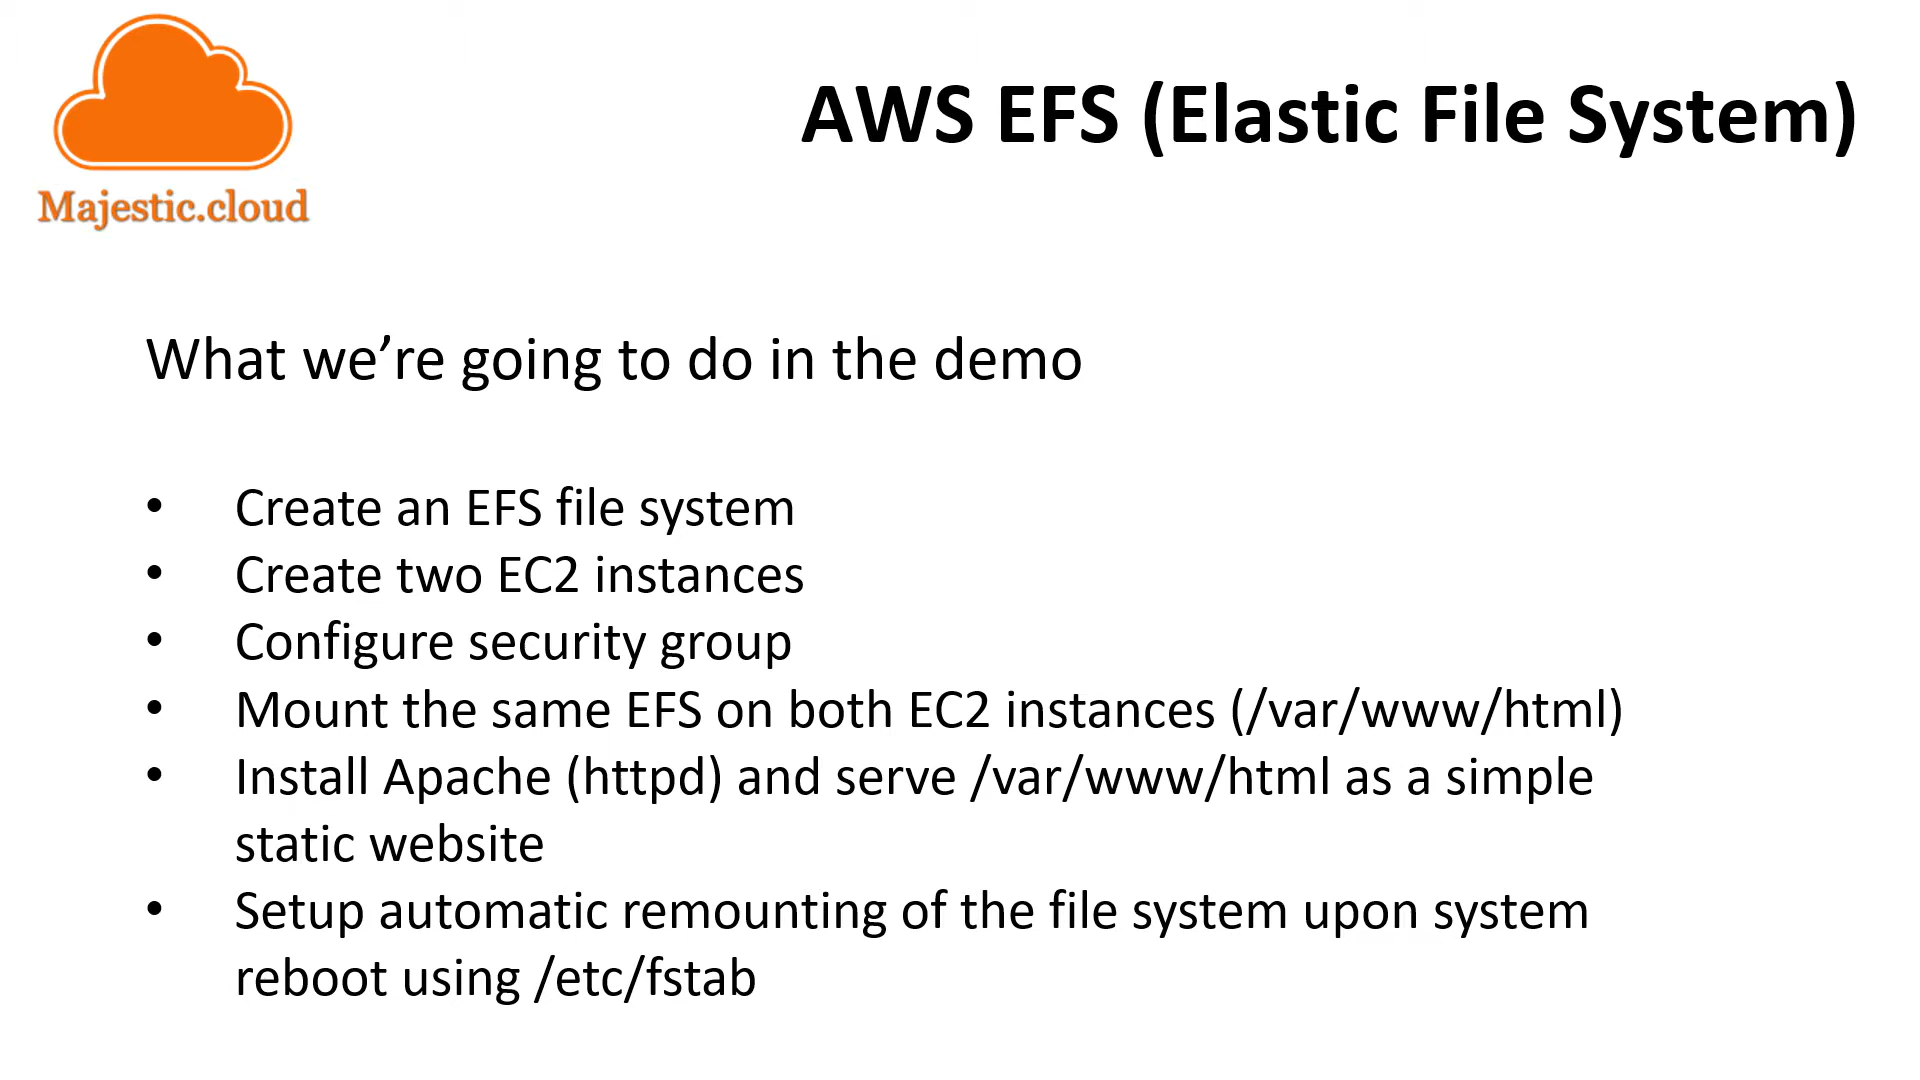 Majestic.cloud
AWS EFS (Elastic File System)
What we’re going to do in the demo
• Create an EFS file system
• Create two EC2 instances
• Configure security group
• Mount the same EFS on both EC2 instances (/var/www/html)
• Install Apache (httpd) and serve /var/www/html as a simple
static website
• Setup automatic remounting of the file system upon system
reboot using /etc/fstab